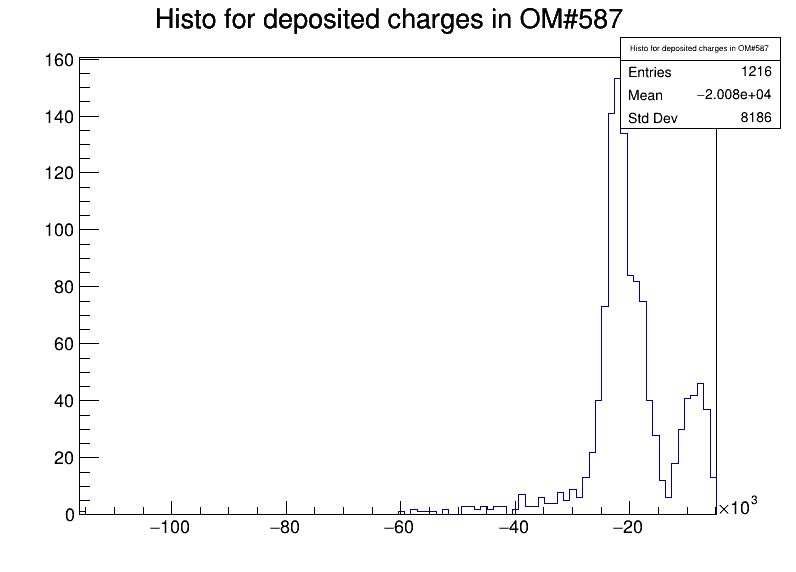 Histo for deposited charges in OM#587
Histo for deposited charges in OM#587
Entries 1216
Mean −2.008e+04
Std Dev 8186
160
140
120
100
80
60
40
20
0
−100 −80 −60 −40 −20
×10³